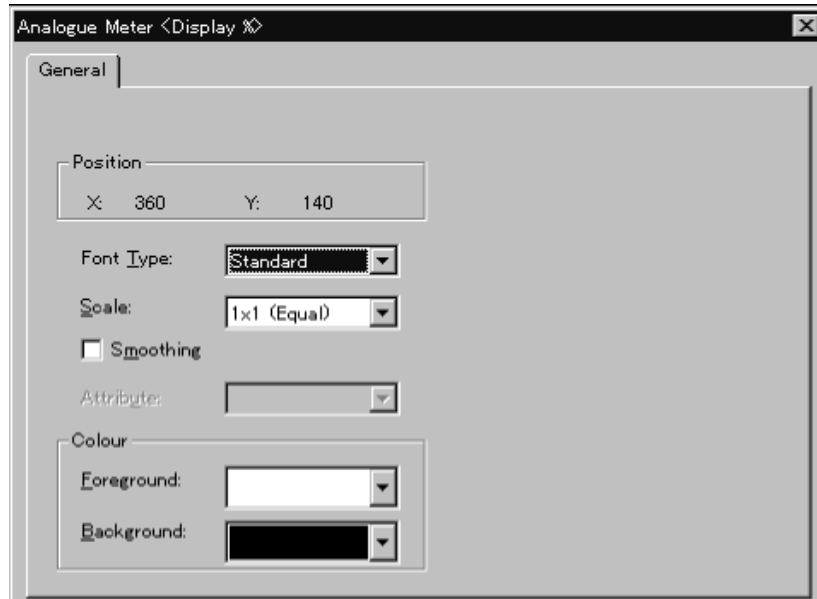 Analogue Meter <Display %>
General
Position
X: 360 Y: 140
Font Type: Standard
Scale: 1x1 (Equal)
Smoothing
Attribute:
Colour
Foreground:
Background: